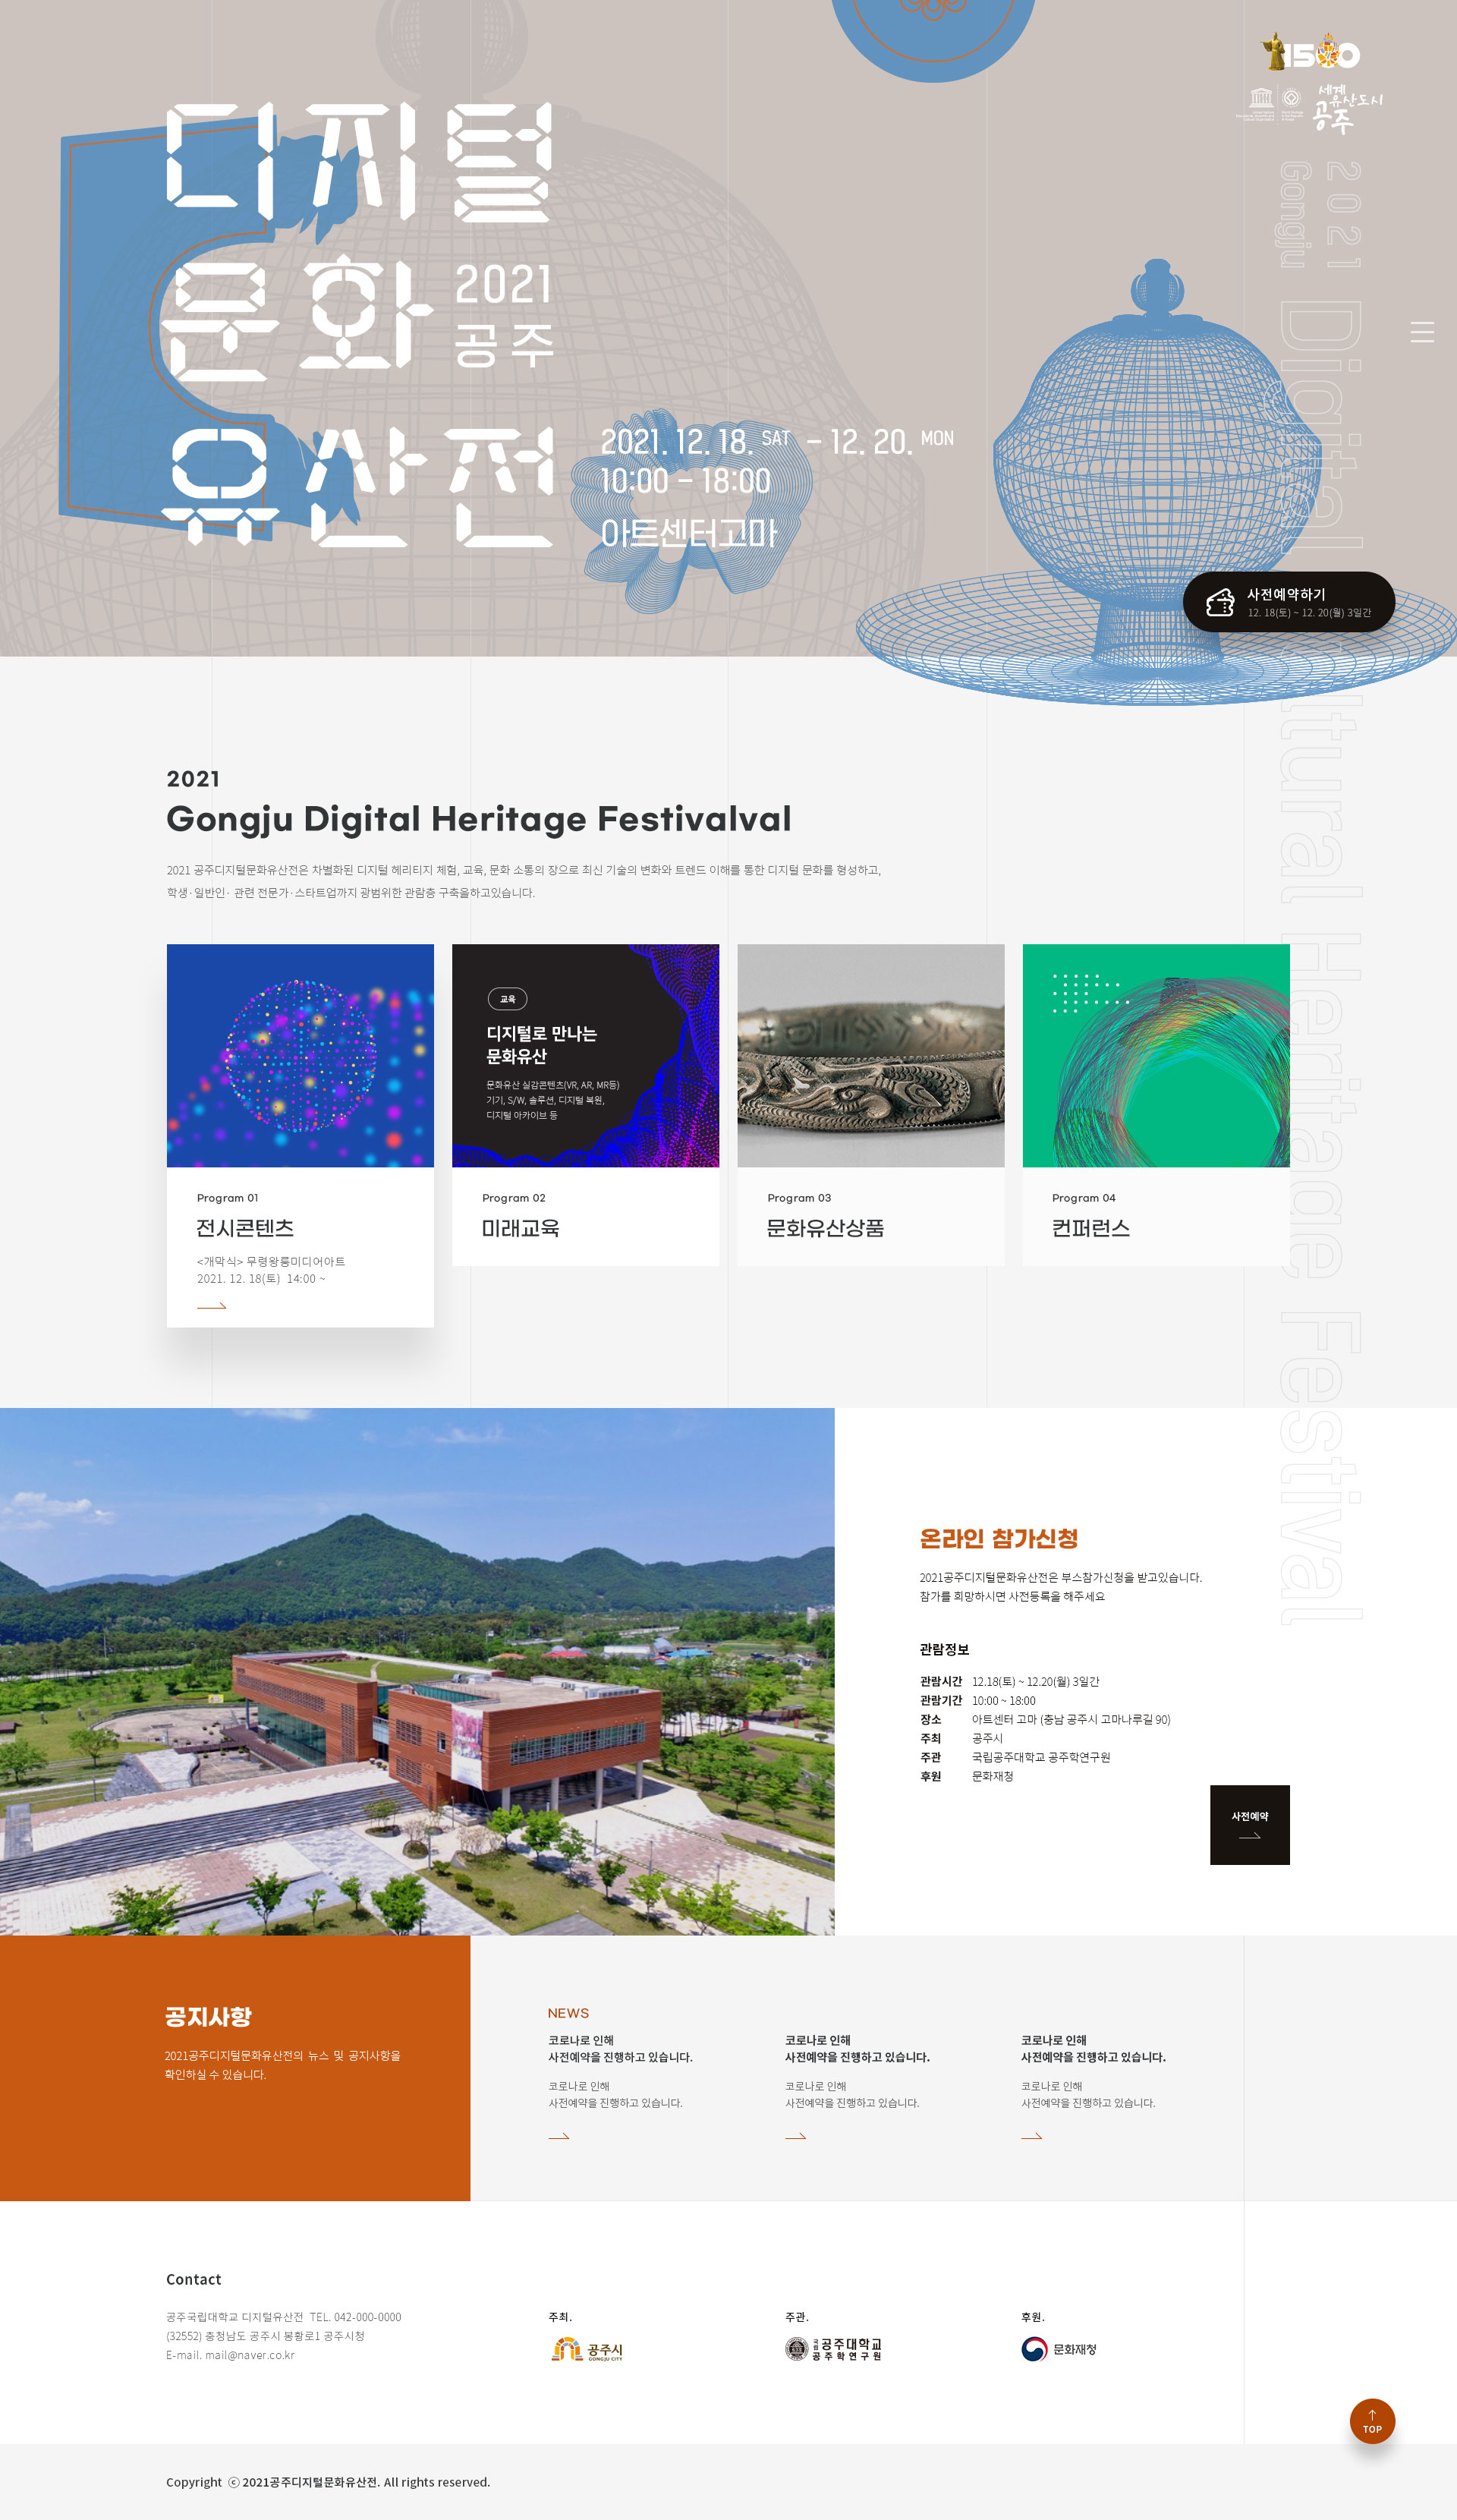 1500
세계
유산도시
공주
디지털
문화
2021
공주
유산전
2021. 12. 18. SAT – 12. 20. MON
10:00 – 18:00
아트센터고마
2021
Gongju
Digital
ltural Heritage Festival
사전예약하기
12. 18(토) ~ 12. 20(월) 3일간
2021
Gongju Digital Heritage Festivalval
2021 공주디지털문화유산전은 차별화된 디지털 헤리티지 체험, 교육, 문화 소통의 장으로 최신 기술의 변화와 트렌드 이해를 통한 디지털 문화를 형성하고,
학생·일반인· 관련 전문가·스타트업까지 광범위한 관람층 구축을하고있습니다.
교육
디지털로 만나는
문화유산
문화유산 실감콘텐츠(VR, AR, MR등)
기기, S/W, 솔루션, 디지털 복원,
디지털 아카이브 등
Program 01
전시콘텐츠
<개막식> 무령왕릉미디어아트
2021. 12. 18(토) 14:00 ~
Program 02
미래교육
Program 03
문화유산상품
Program 04
컨퍼런스
온라인 참가신청
2021공주디지털문화유산전은 부스참가신청을 받고있습니다.
참가를 희망하시면 사전등록을 해주세요
관람정보
관람시간 12.18(토) ~ 12.20(월) 3일간
관람기간 10:00 ~ 18:00
장소 아트센터 고마 (충남 공주시 고마나루길 90)
주최 공주시
주관 국립공주대학교 공주학연구원
후원 문화재청
사전예약
공지사항
2021공주디지털문화유산전의 뉴스 및 공지사항을
확인하실 수 있습니다.
NEWS
코로나로 인해
사전예약을 진행하고 있습니다.
코로나로 인해
사전예약을 진행하고 있습니다.
코로나로 인해
사전예약을 진행하고 있습니다.
코로나로 인해
사전예약을 진행하고 있습니다.
코로나로 인해
사전예약을 진행하고 있습니다.
코로나로 인해
사전예약을 진행하고 있습니다.
Contact
공주국립대학교 디지털유산전 TEL. 042-000-0000
(32552) 충청남도 공주시 봉황로1 공주시청
E-mail. mail@naver.co.kr
주최.
공주시
GONGJU CITY
주관.
국립 공주대학교
공주학연구원
후원.
문화재청
TOP
Copyright ⓒ 2021공주디지털문화유산전. All rights reserved.